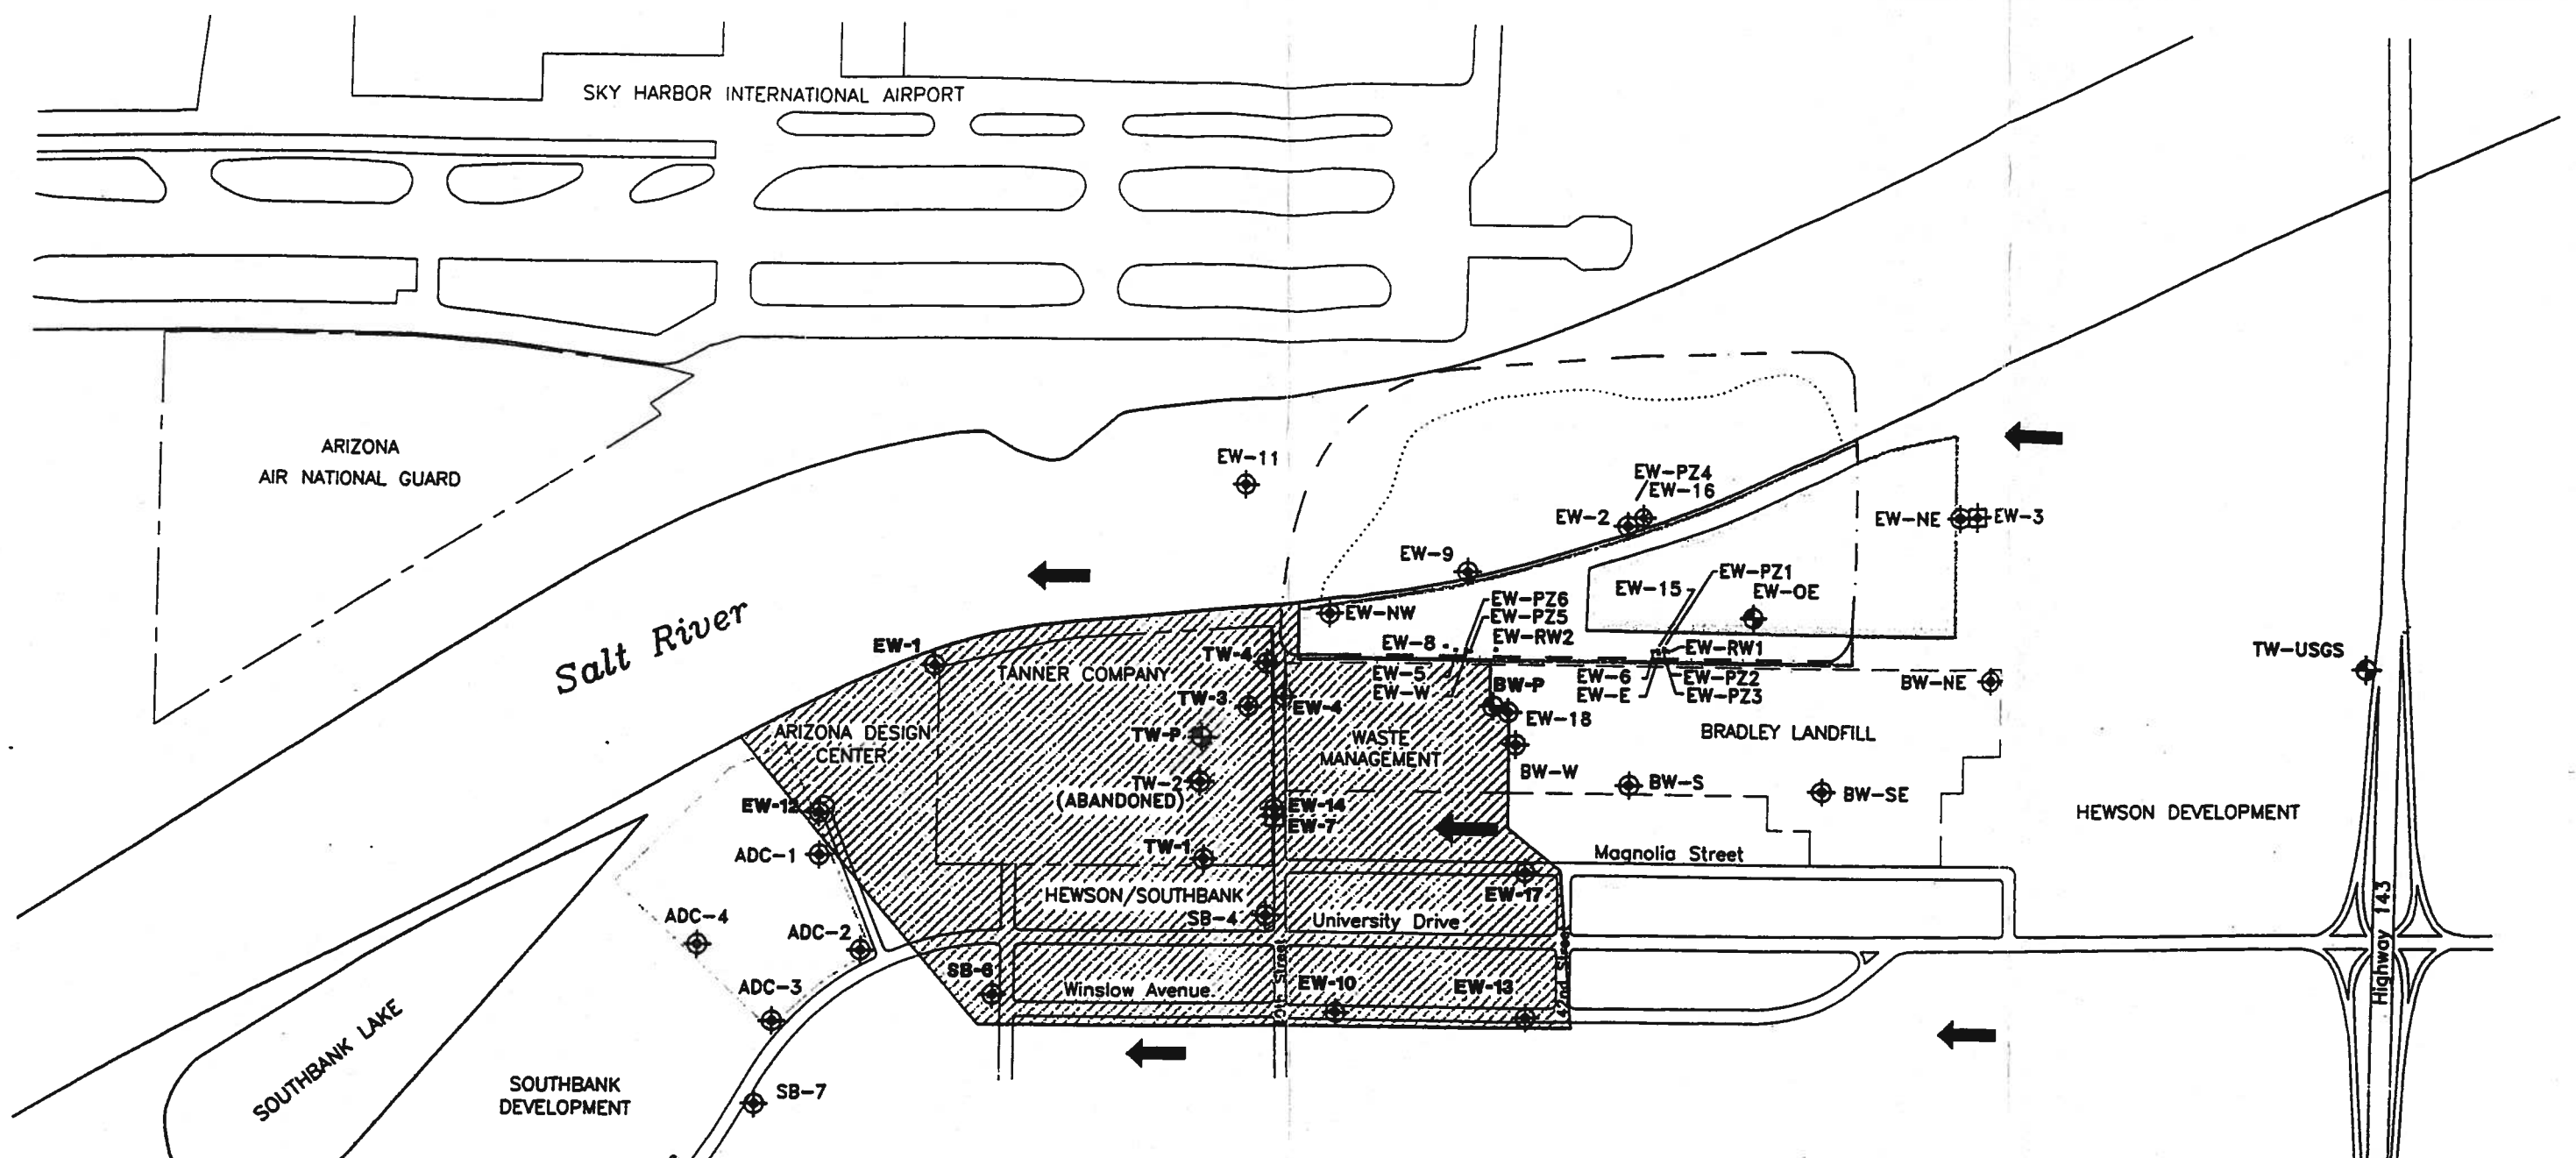 SKY HARBOR INTERNATIONAL AIRPORT
ARIZONA
AIR NATIONAL GUARD
EW-11
EW-PZ4
EW-16
EW-2
EW-NE
EW-3
EW-9
EW-PZ1
EW-15
EW-OE
EW-PZ6
EW-PZ5
EW-NW
EW-RW2
EW-8
Salt River
EW-1
TW-4
EW-RW1
TW-USGS
TANNER COMPANY
EW-5
EW-6
EW-PZ2
BW-NE
EW-W
BW-P
EW-E
EW-PZ3
TW-3
EW-4
EW-18
ARIZONA DESIGN
CENTER
TW-P
WASTE
MANAGEMENT
BRADLEY LANDFILL
BW-W
TW-2
(ABANDONED)
BW-S
BW-SE
EW-12
EW-14
EW-7
HEWSON DEVELOPMENT
ADC-1
TW-1
Magnolia Street
HEWSON/SOUTHBANK
EW-17
ADC-4
SB-4
University Drive
ADC-2
SB-6
ADC-3
Winslow Avenue
EW-10
EW-13
42nd Street
Street
Highway 143
SOUTHBANK LAKE
SOUTHBANK
DEVELOPMENT
SB-7